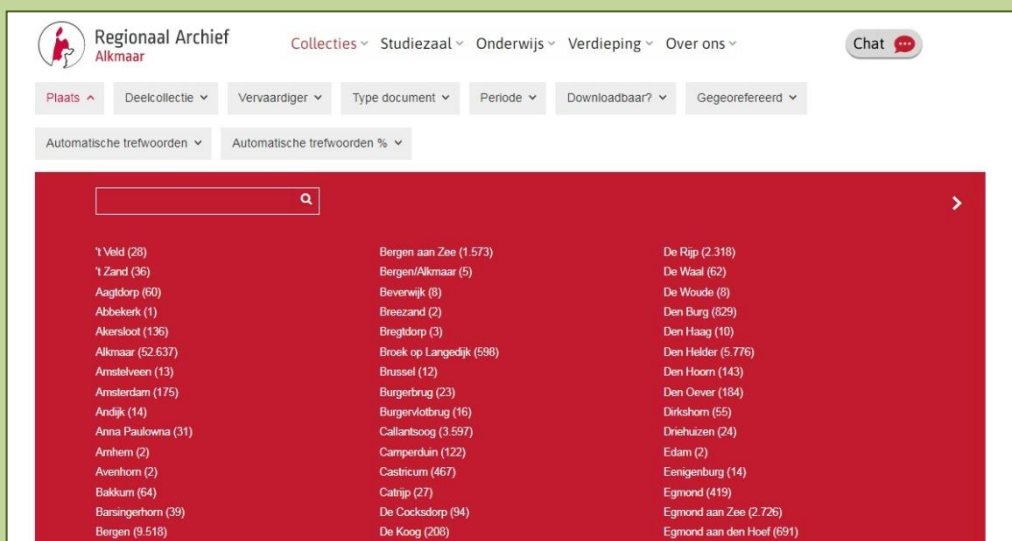 Regionaal Archief
Alkmaar
Collecties Studiezaal Onderwijs Verdieping Over ons
Chat
Plaats Deelcollectie Vervaardiger Type document Periode Downloadbaar? Gegeorefereerd
Automatische trefwoorden Automatische trefwoorden %
't Veld (28)
't Zand (36)
Aagtdorp (60)
Abbekerk (1)
Akersloot (136)
Alkmaar (52.637)
Amstelveen (13)
Amsterdam (175)
Andijk (14)
Anna Paulowna (31)
Arnhem (2)
Avenhorn (2)
Bakkum (64)
Barsingerhorn (39)
Bergen (9.518)
Bergen aan Zee (1.573)
Bergen/Alkmaar (5)
Beverwijk (8)
Breezand (2)
Bregtdorp (3)
Broek op Langedijk (598)
Brussel (12)
Burgerbrug (23)
Burgervlotbrug (16)
Callantsoog (3.597)
Camperduin (122)
Castricum (467)
Catrijp (27)
De Cocksdorp (94)
De Koog (208)
De Rijp (2.318)
De Waal (62)
De Woude (8)
Den Burg (829)
Den Haag (10)
Den Helder (5.776)
Den Hoorn (143)
Den Oever (184)
Dirkshorn (55)
Driehuizen (24)
Edam (2)
Eenigenburg (14)
Egmond (419)
Egmond aan Zee (2.726)
Egmond aan den Hoef (691)